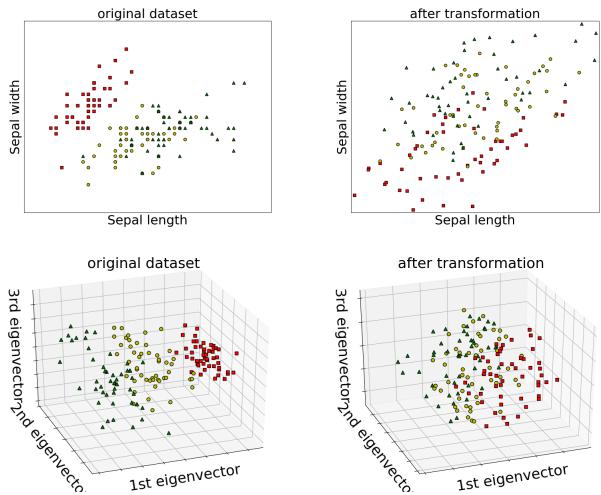 original dataset
after transformation
Sepal width
Sepal width
Sepal length
Sepal length
original dataset
after transformation
3rd eigenvector
2nd eigenvector
1st eigenvector
3rd eigenvector
2nd eigenvector
1st eigenvector